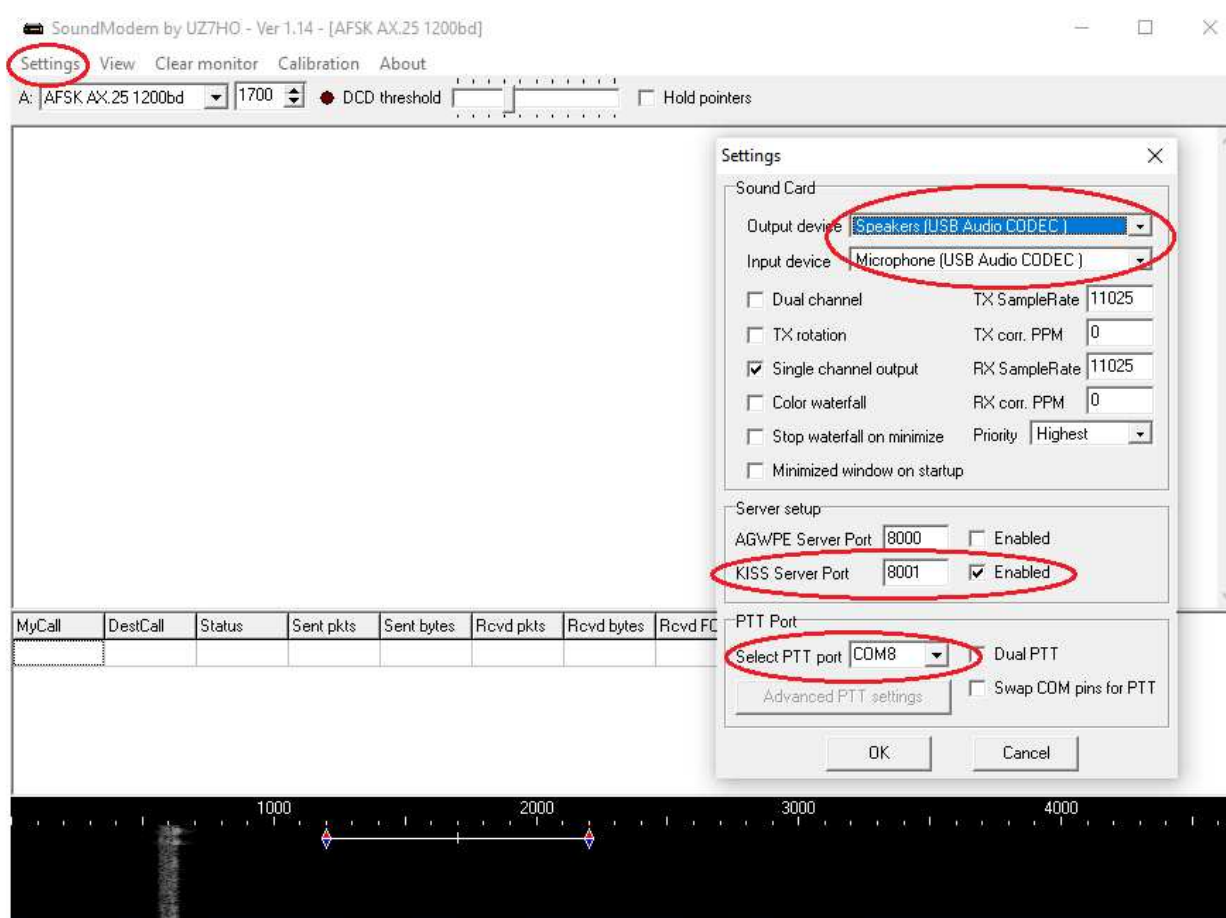 SoundModem by UZ7HO - Ver 1.14 - [AFSK AX.25 1200bd]
Settings View Clear monitor Calibration About
A: AFSK AX.25 1200bd 1700 DCD threshold Hold pointers
Settings
Sound Card
Output device Speakers (USB Audio CODEC )
Input device Microphone (USB Audio CODEC )
Dual channel TX SampleRate 11025
TX rotation TX corr. PPM 0
Single channel output RX SampleRate 11025
Color waterfall RX corr. PPM 0
Stop waterfall on minimize Priority Highest
Minimized window on startup
Server setup
AGWPE Server Port 8000 Enabled
KISS Server Port 8001 Enabled
PTT Port
Select PTT port COM8 Dual PTT
Advanced PTT settings Swap COM pins for PTT
OK Cancel
MyCall DestCall Status Sent pkts Sent bytes Rcvd pkts Rcvd bytes Rcvd FC
1000 2000 3000 4000